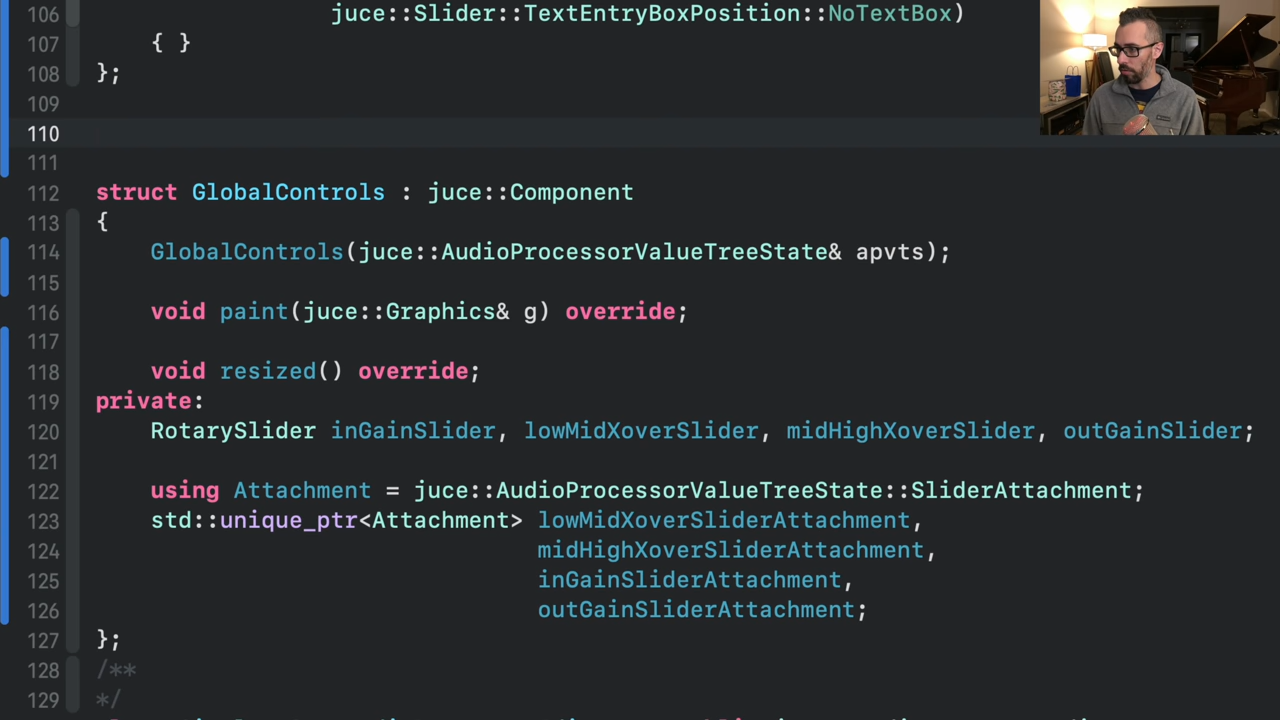 106 juce::Slider::TextEntryBoxPosition::NoTextBox)
107 { }
108 };
109
110
111
112 struct GlobalControls : juce::Component
113 {
114 GlobalControls(juce::AudioProcessorValueTreeState& apvts);
115
116 void paint(juce::Graphics& g) override;
117
118 void resized() override;
119 private:
120 RotarySlider inGainSlider, lowMidXoverSlider, midHighXoverSlider, outGainSlider;
121
122 using Attachment = juce::AudioProcessorValueTreeState::SliderAttachment;
123 std::unique_ptr<Attachment> lowMidXoverSliderAttachment,
124 midHighXoverSliderAttachment,
125 inGainSliderAttachment,
126 outGainSliderAttachment;
127 };
128 /**
129 */